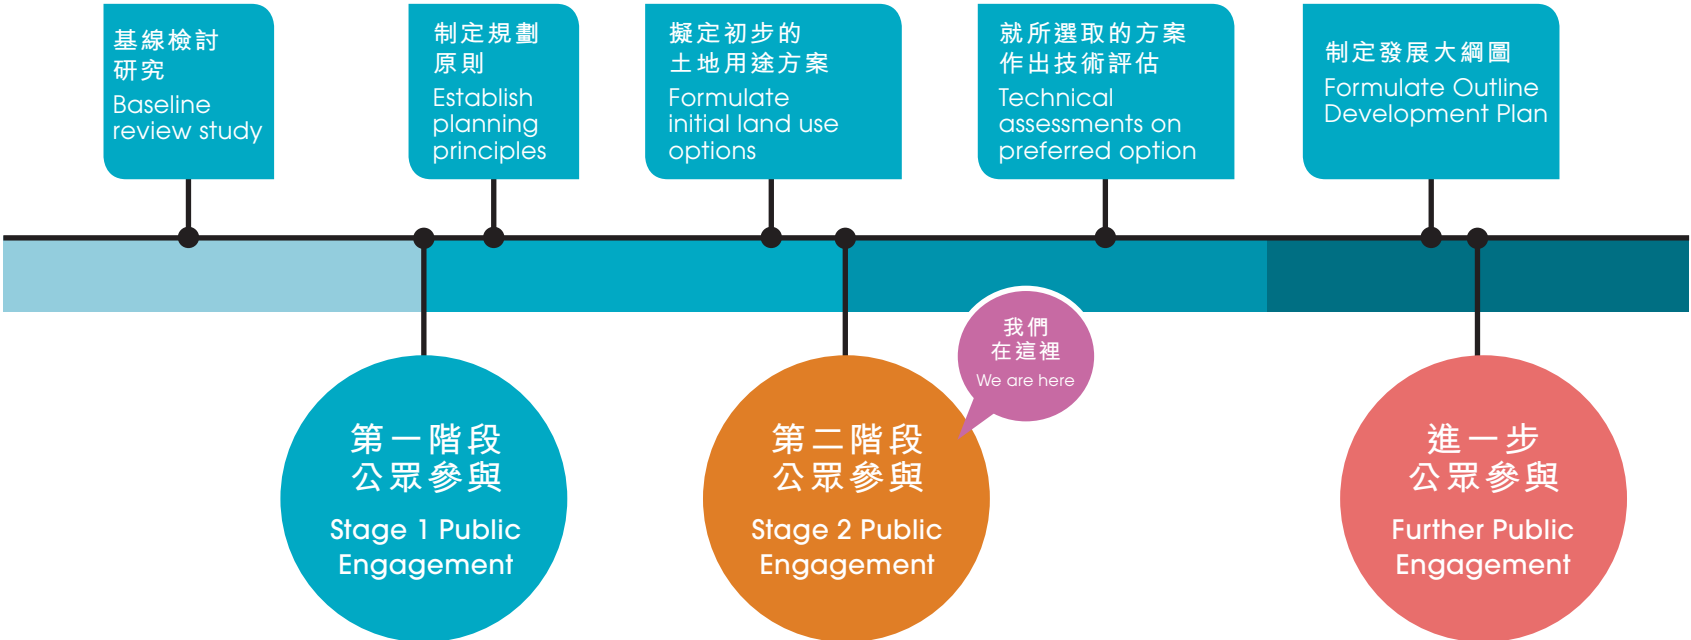 基線檢討
研究
Baseline
review study
制定規劃
原則
Establish
planning
principles
擬定初步的
土地用途方案
Formulate
initial land use
options
就所選取的方案
作出技術評估
Technical
assessments on
preferred option
制定發展大綱圖
Formulate Outline
Development Plan
我們
在這裡
We are here
第一階段
公眾參與
Stage 1 Public
Engagement
第二階段
公眾參與
Stage 2 Public
Engagement
進一步
公眾參與
Further Public
Engagement